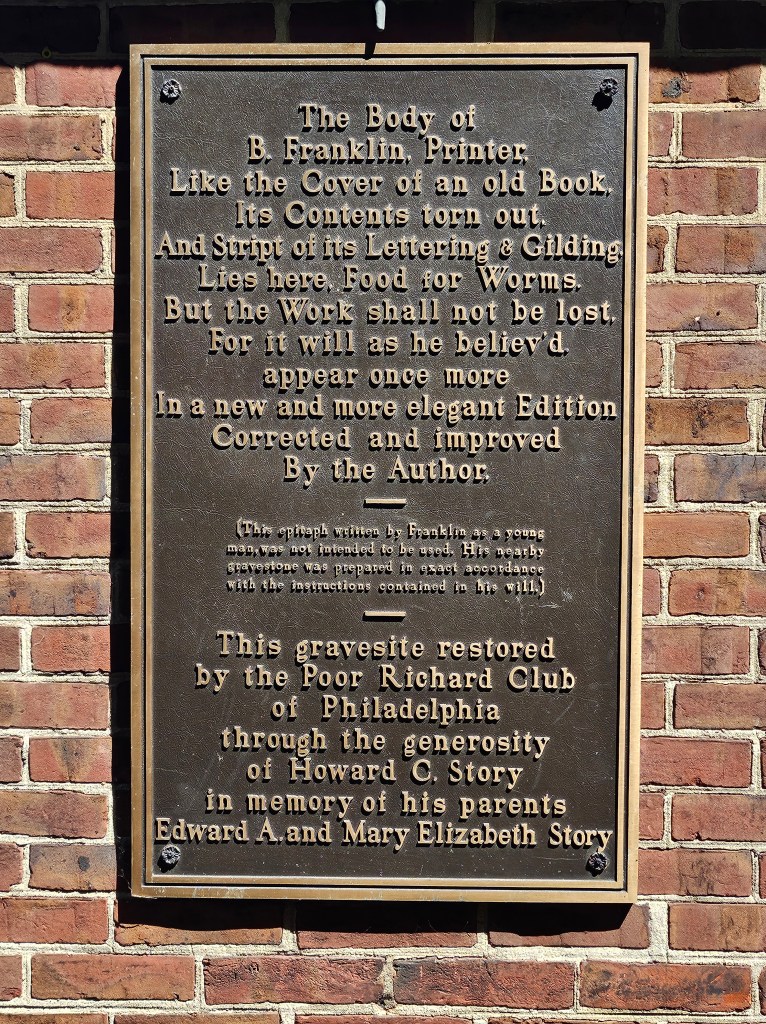 The Body of
B. Franklin, Printer,
Like the Cover of an old Book,
Its Contents torn out,
And Stript of its Lettering & Gilding,
Lies here, Food for Worms.
But the Work shall not be lost,
For it will as he believ'd,
appear once more
In a new and more elegant Edition
Corrected and improved
By the Author.
(This epitaph written by Franklin as a young
man, was not intended to be used. His nearby
gravestone was prepared in exact accordance
with the instructions contained in his will.)
This gravesite restored
by the Poor Richard Club
of Philadelphia
through the generosity
of Howard C. Story
in memory of his parents
Edward A. and Mary Elizabeth Story